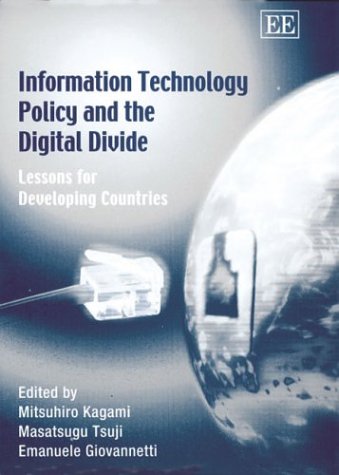 EE
Information Technology
Policy and the
Digital Divide
Lessons for
Developing Countries
Edited by
Mitsuhiro Kagami
Masatsugu Tsuji
Emanuele Giovannetti